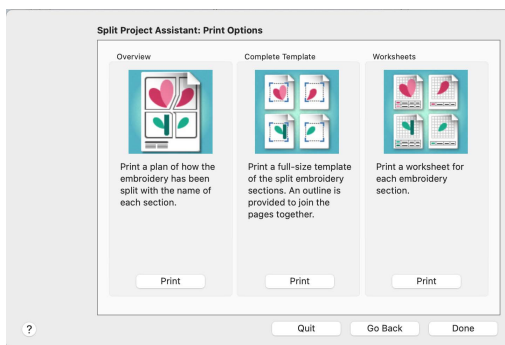 Split Project Assistant: Print Options
Overview
Print a plan of how the
embroidery has been
split with the name of
each section.
Print
Complete Template
Print a full-size template
of the split embroidery
sections. An outline is
provided to join the
pages together.
Print
Worksheets
Print a worksheet for
each embroidery
section.
Print
?
Quit
Go Back
Done